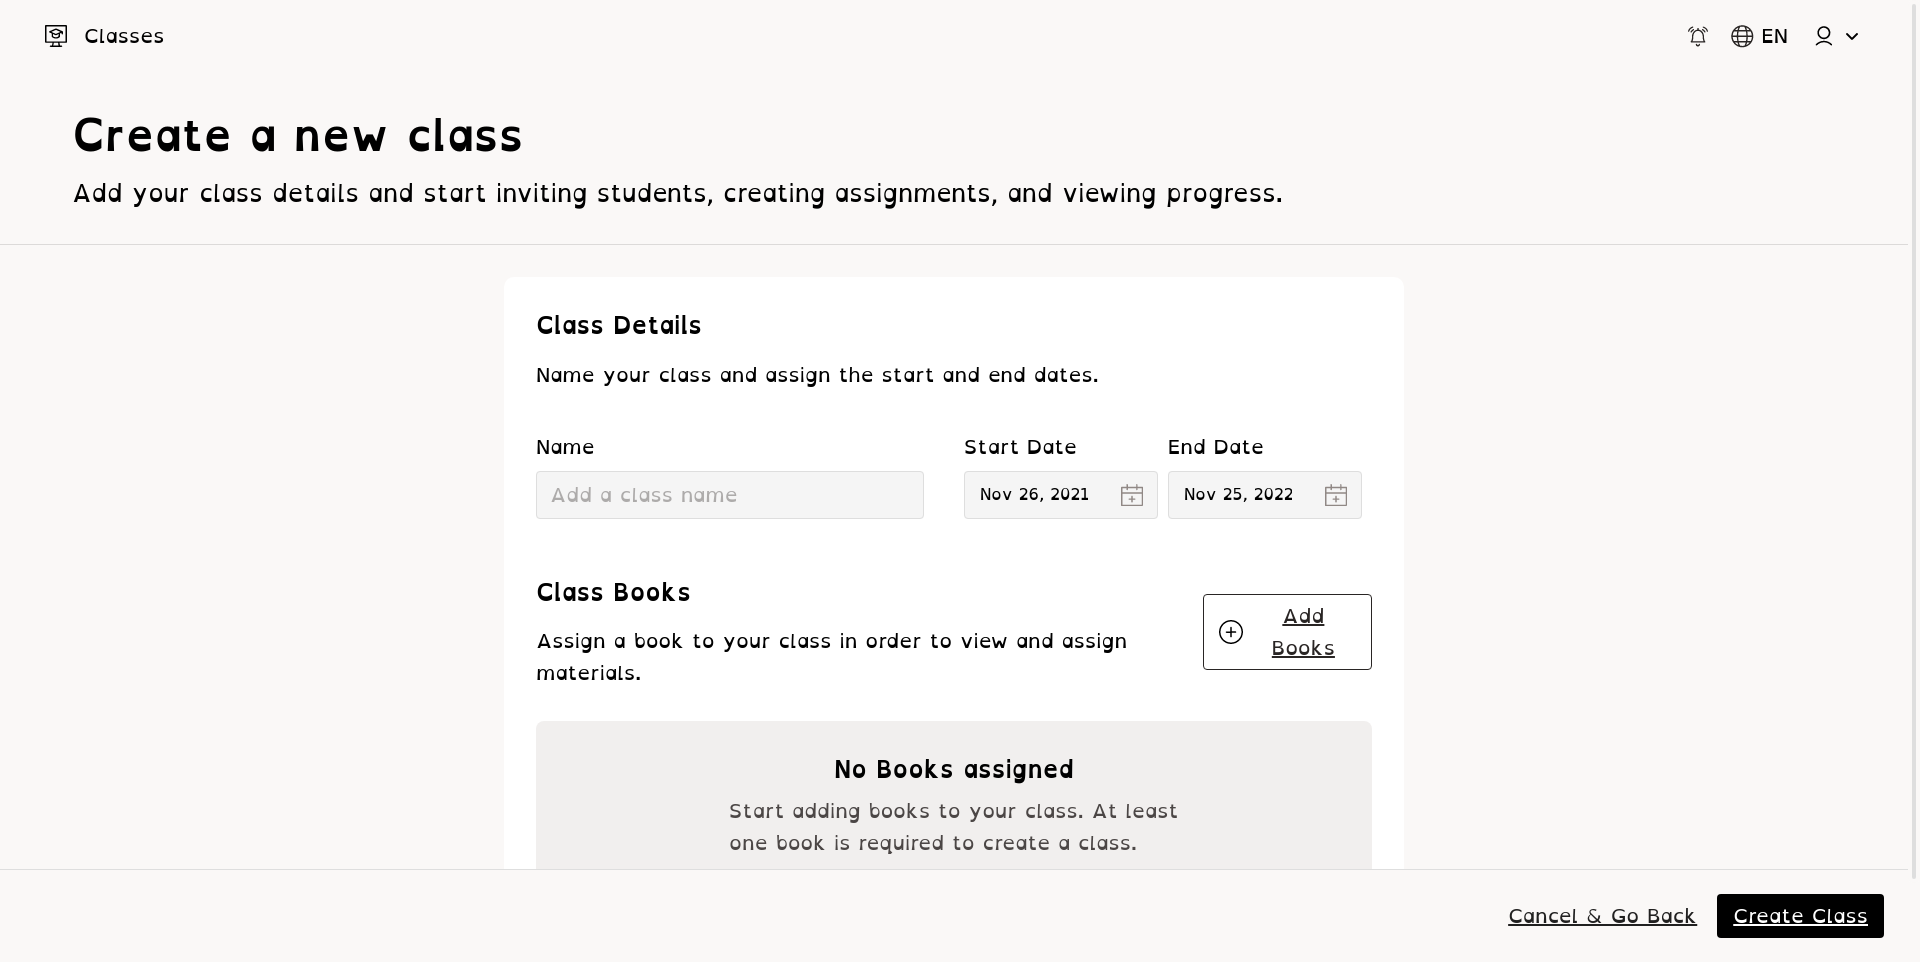 Classes
EN
Create a new class
Add your class details and start inviting students, creating assignments, and viewing progress.
Class Details
Name your class and assign the start and end dates.
Name
Start Date
End Date
Add a class name
Nov 26, 2021
Nov 25, 2022
Class Books
Assign a book to your class in order to view and assign
materials.
Add
Books
No Books assigned
Start adding books to your class. At least
one book is required to create a class.
Cancel & Go Back
Create Class